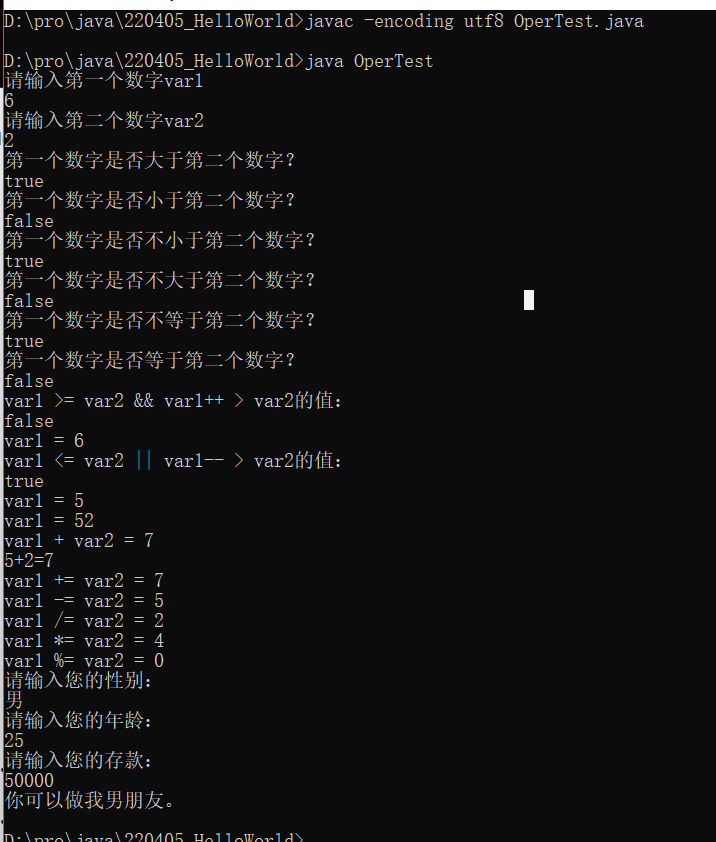 D:\pro\java\220405_HelloWorld>javac -encoding utf8 OperTest.java
D:\pro\java\220405_HelloWorld>java OperTest
请输入第一个数字var1
6
请输入第二个数字var2
2
第一个数字是否大于第二个数字?
true
第一个数字是否小于第二个数字?
false
第一个数字是否不小于第二个数字?
true
第一个数字是否不大于第二个数字?
false
第一个数字是否不等于第二个数字?
true
第一个数字是否等于第二个数字?
false
var1 >= var2 && var1++ > var2的值:
false
var1 = 6
var1 <= var2 || var1-- > var2的值:
true
var1 = 5
var1 = 52
var1 + var2 = 7
5+2=7
var1 += var2 = 7
var1 -= var2 = 5
var1 /= var2 = 2
var1 *= var2 = 4
var1 %= var2 = 0
请输入您的性别:
男
请输入您的年龄:
25
请输入您的存款:
50000
你可以做我男朋友。
D:\pro\java\220405_HelloWorld>